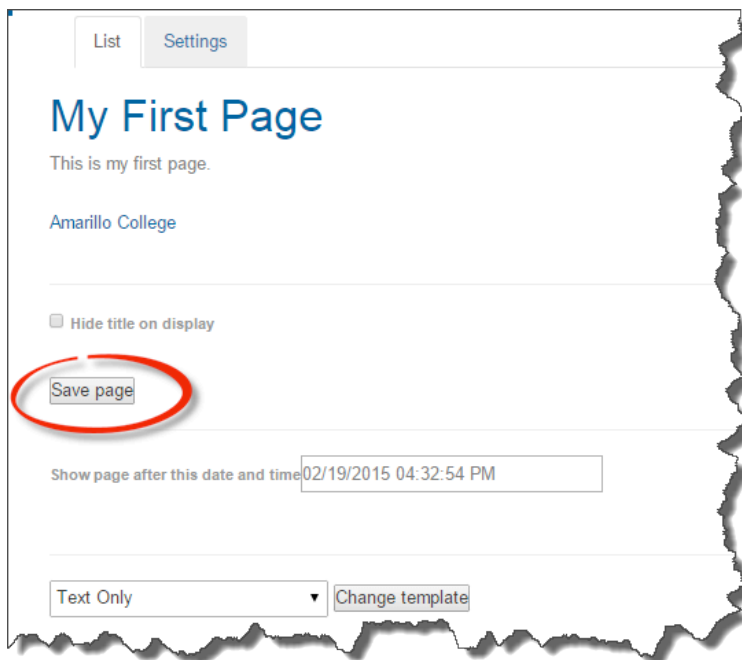 List Settings
My First Page
This is my first page.
Amarillo College
Hide title on display
Save page
Show page after this date and time 02/19/2015 04:32:54 PM
Text Only Change template